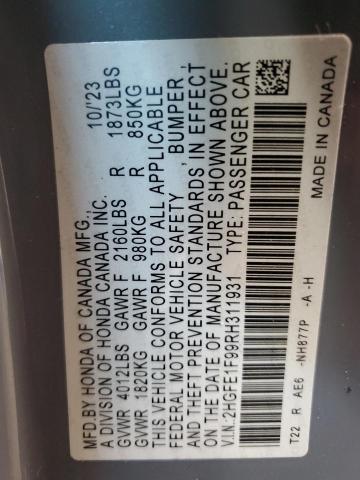 MFD.BY HONDA OF CANADA MFG., 10/'23
A DIVISION OF HONDA CANADA INC.
GVWR 4012LBS GAWR F 2160LBS R 1873LBS
GVWR 1820KG GAWR F 980KG R 850KG
THIS VEHICLE CONFORMS TO ALL APPLICABLE
FEDERAL MOTOR VEHICLE SAFETY, BUMPER,
AND THEFT PREVENTION STANDARDS IN EFFECT
ON THE DATE OF MANUFACTURE SHOWN ABOVE.
V.I.N.: 2HGFE1F99RH311931 TYPE: PASSENGER CAR
T22 R AE6 -NH877P -A -H MADE IN CANADA